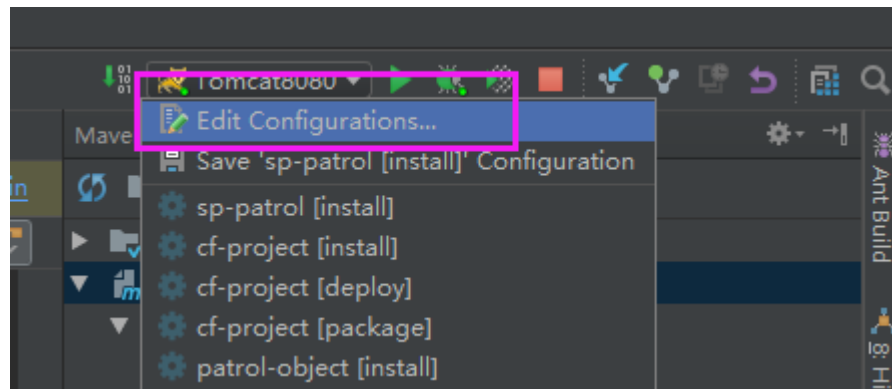 Tomcat8080
Mave
Edit Configurations...
Save 'sp-patrol [install]' Configuration
in
sp-patrol [install]
cf-project [install]
cf-project [deploy]
cf-project [package]
patrol-object [install]
Ant Build